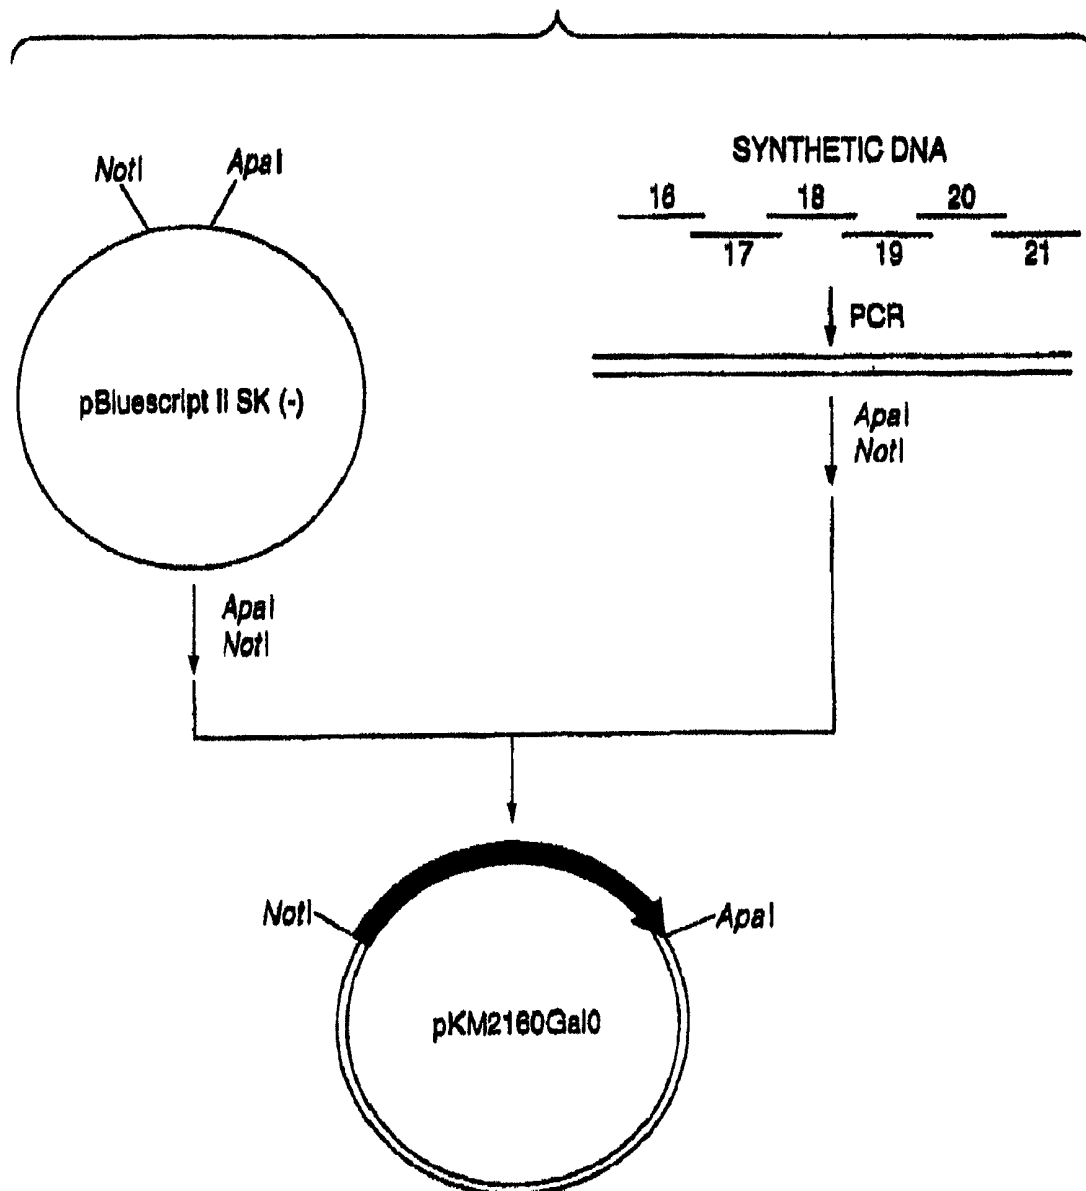 NotI ApaI
pBluescript II SK (-)
ApaI
NotI
SYNTHETIC DNA
16 18 20
17 19 21
PCR
ApaI
NotI
NotI
ApaI
pKM2160Gal0